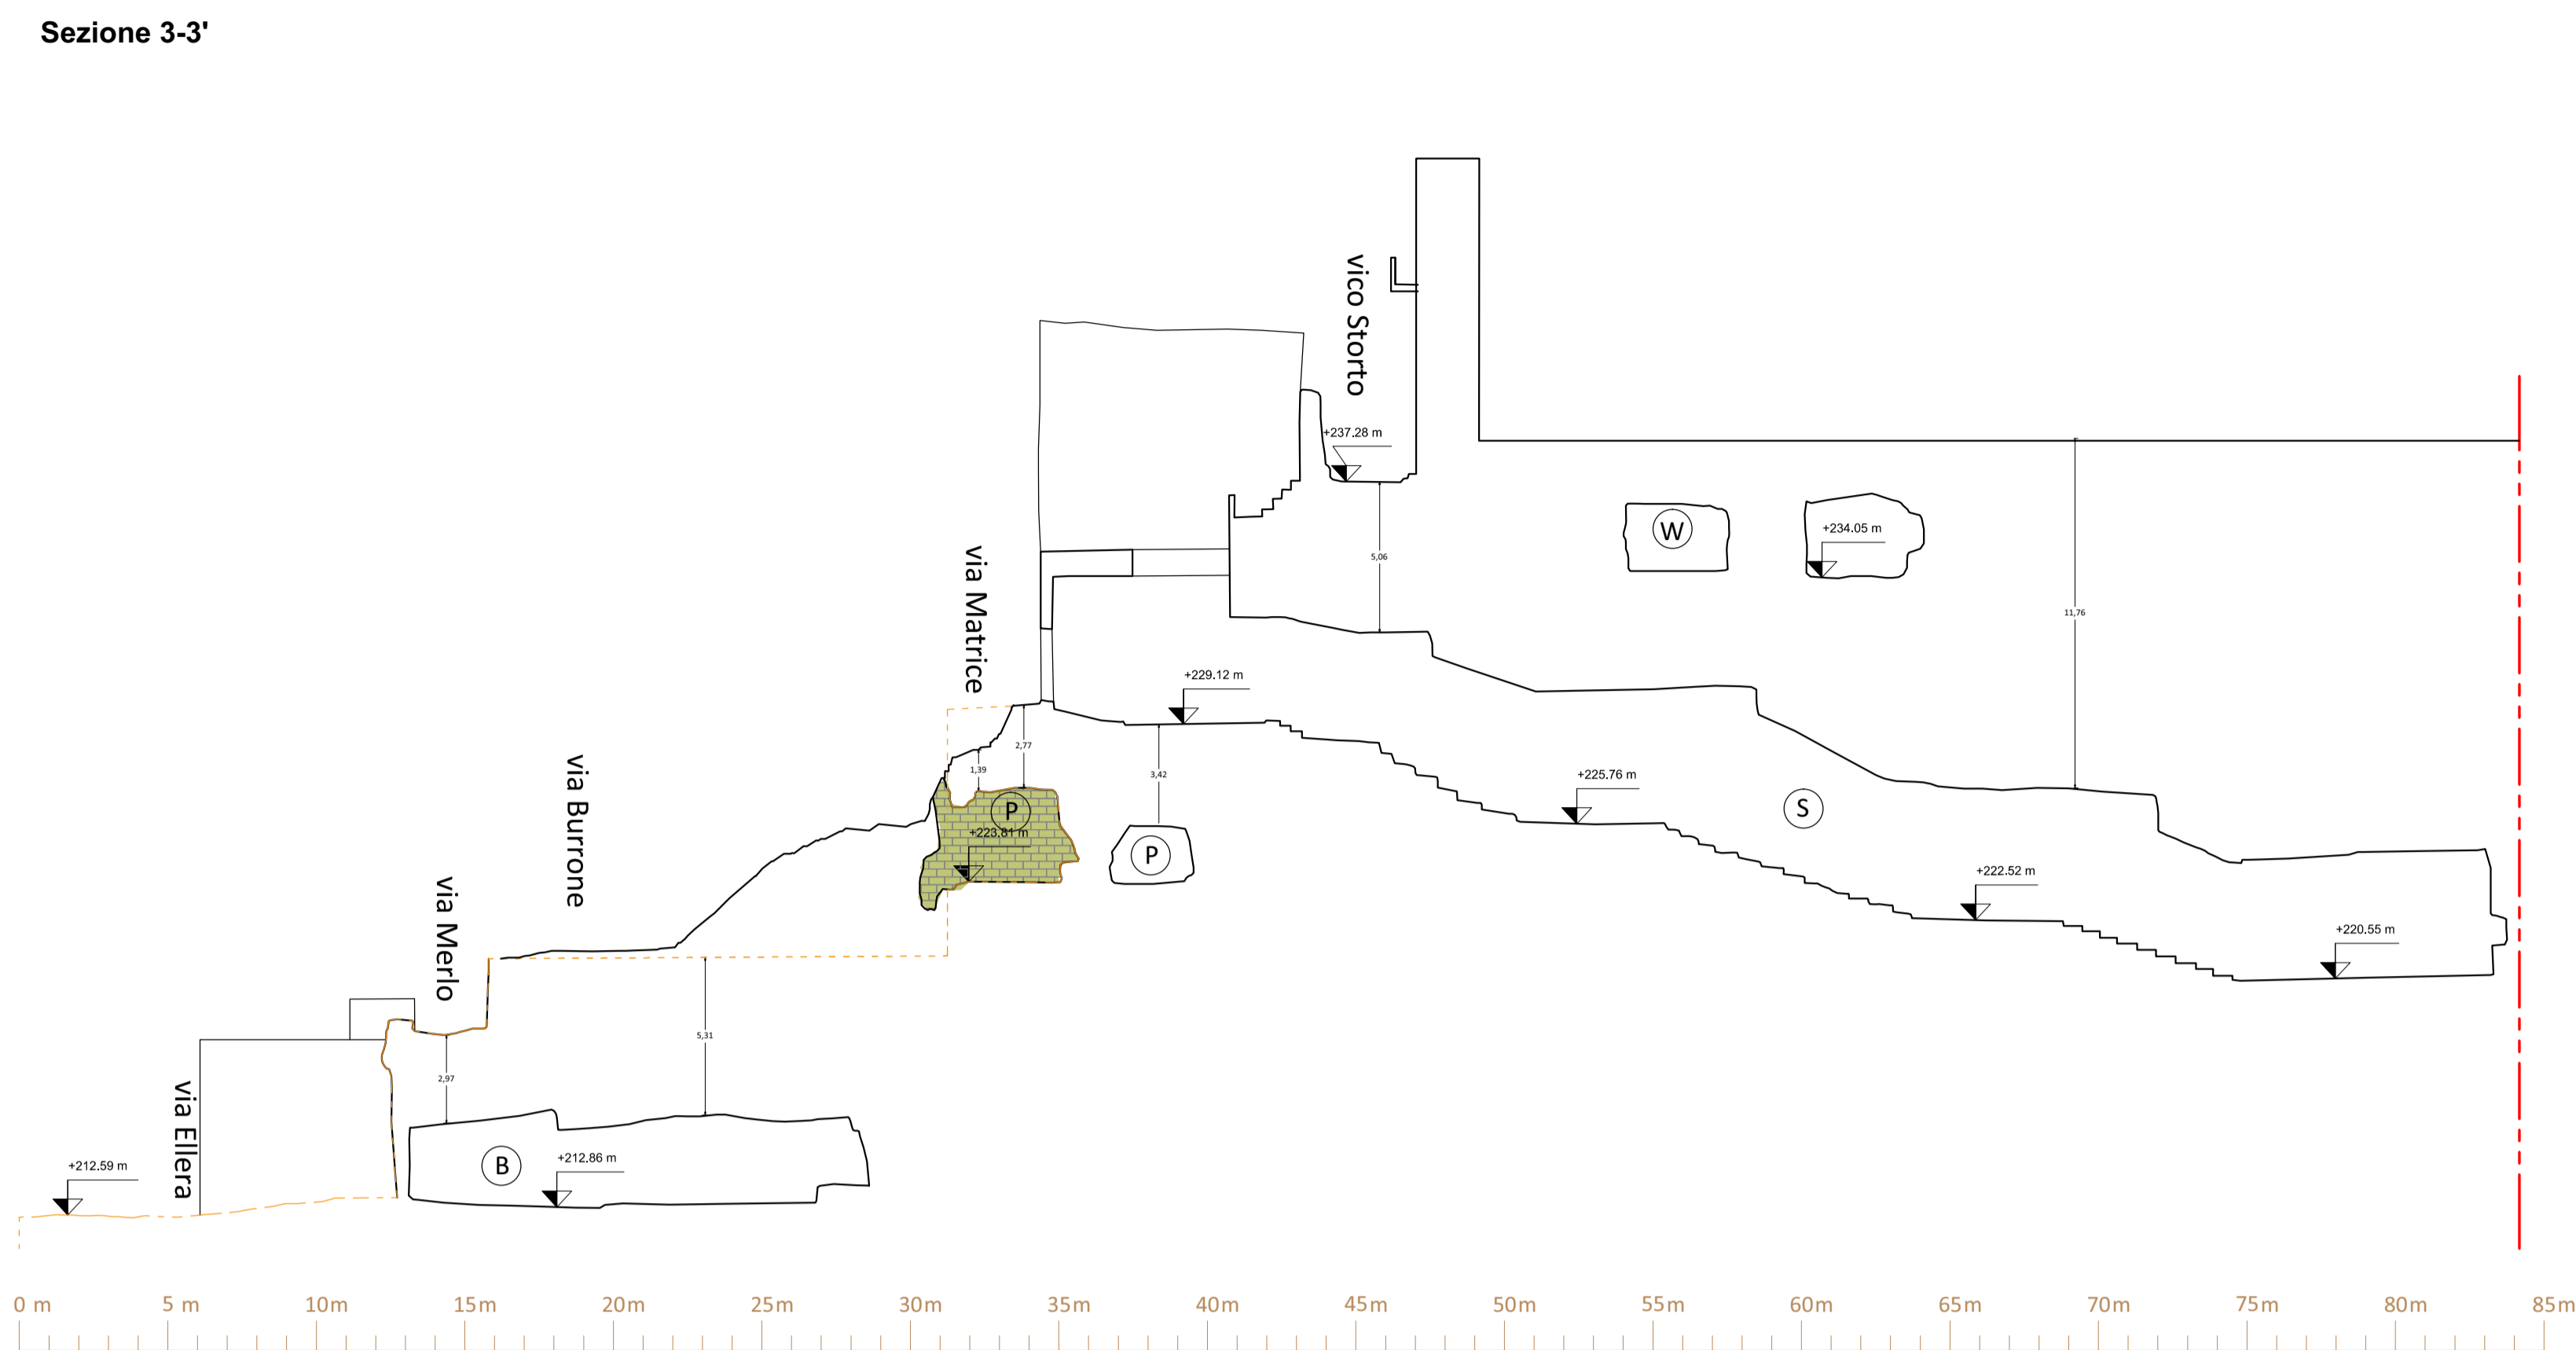 Sezione 3-3'
vico Storto
+237.28 m
W
+234.05 m
5,06
11,76
via Matrice
+229.12 m
2,77
1,39
3,42
+225.76 m
via Burrone
P
S
+223.81 m
P
+222.52 m
via Merlo
+220.55 m
5,31
2,97
via Ellera
+212.59 m
B
+212.86 m
0 m 5 m 10m 15m 20m 25m 30m 35m 40m 45m 50m 55m 60m 65m 70m 75m 80m 85m